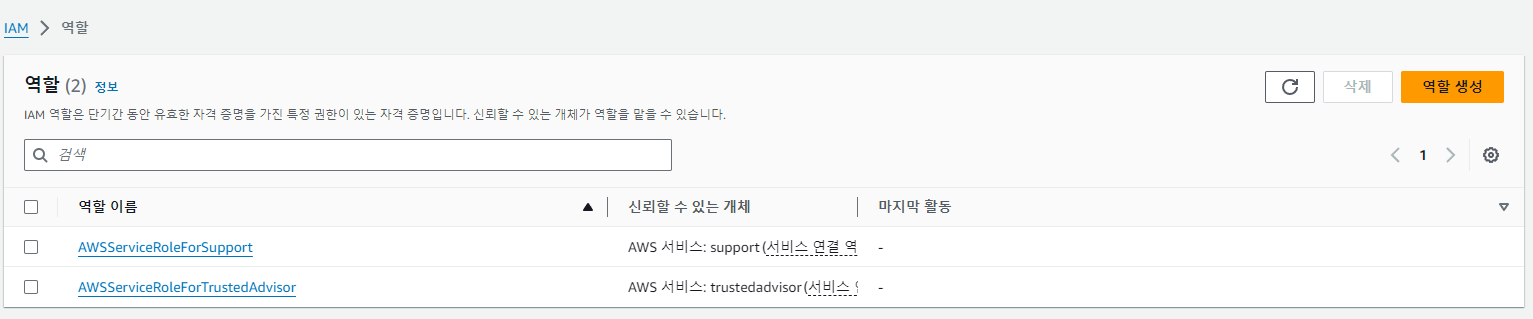 IAM > 역할
역할 (2) 정보
삭제
역할 생성
IAM 역할은 단기간 동안 유효한 자격 증명을 가진 특정 권한이 있는 자격 증명입니다. 신뢰할 수 있는 개체가 역할을 맡을 수 있습니다.
검색
1
역할 이름 신뢰할 수 있는 개체 마지막 활동
AWSServiceRoleForSupport AWS 서비스: support(서비스 연결 역 -
AWSServiceRoleForTrustedAdvisor AWS 서비스: trustedadvisor(서비스 -